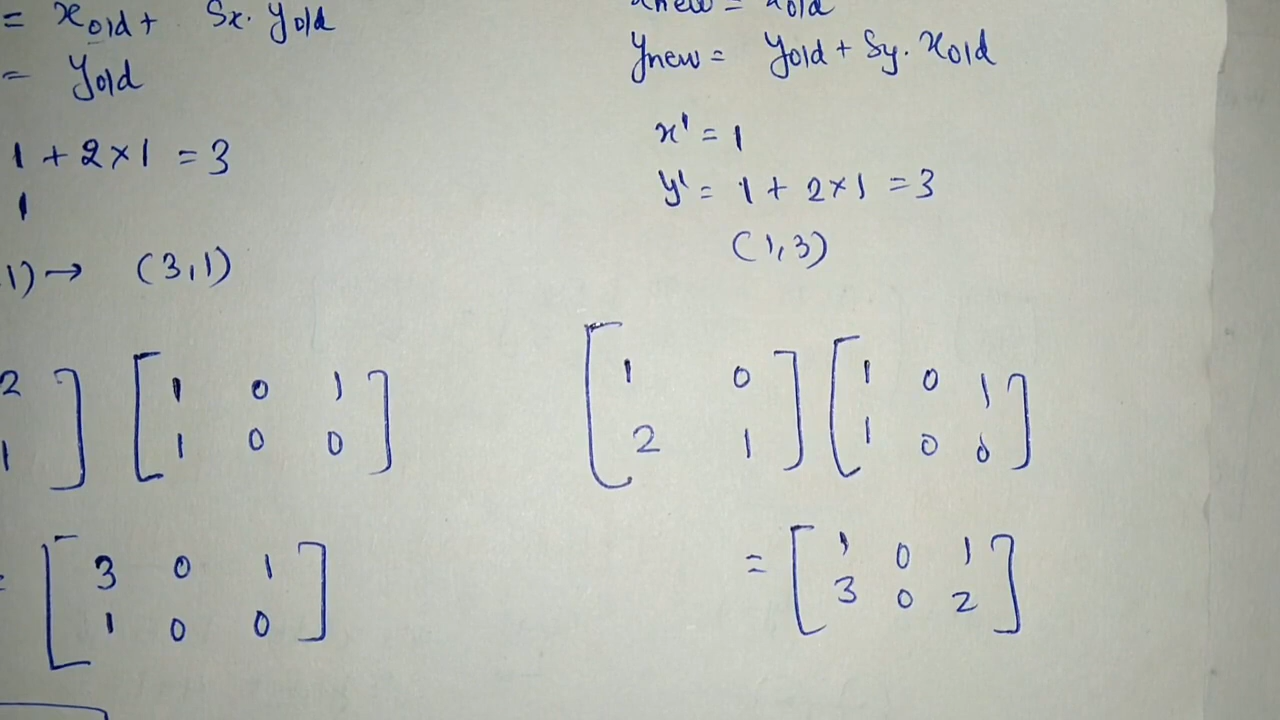 = xold + Sx. yold
= yold
1 + 2 × 1 = 3
1
1) → (3,1)
2 ] [ 1 0 1 ]
1 ] [ 1 0 0 ]
= [ 3 0 1 ]
[ 1 0 0 ]
xnew = xold
ynew = yold + Sy. xold
x' = 1
y' = 1 + 2 × 1 = 3
(1,3)
[ 1 0 ] [ 1 0 1 ]
[ 2 1 ] [ 1 0 0 ]
= [ 1 0 1 ]
[ 3 0 2 ]